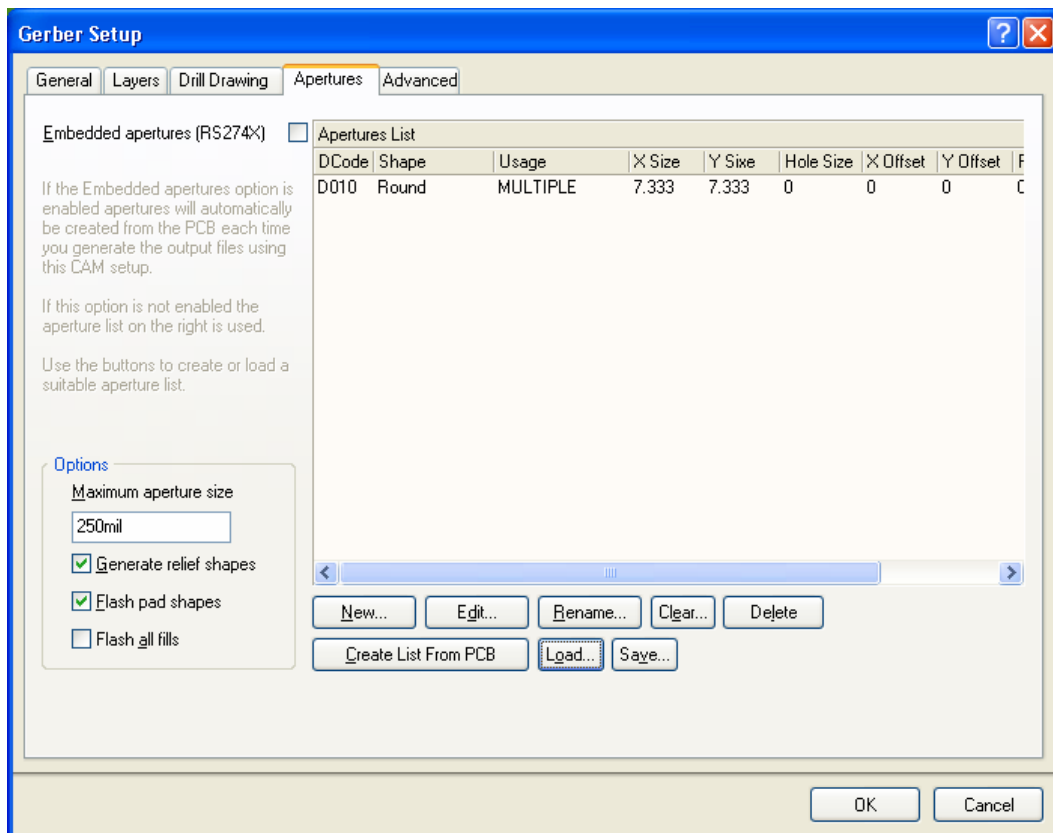 Gerber Setup
General Layers Drill Drawing Apertures Advanced
Embedded apertures (RS274X)
If the Embedded apertures option is
enabled apertures will automatically
be created from the PCB each time
you generate the output files using
this CAM setup.
If this option is not enabled the
aperture list on the right is used.
Use the buttons to create or load a
suitable aperture list.
Options
Maximum aperture size
250mil
Generate relief shapes
Flash pad shapes
Flash all fills
Apertures List
DCode Shape Usage X Size Y Sixe Hole Size X Offset Y Offset
D010 Round MULTIPLE 7.333 7.333 0 0 0
New... Edit... Rename... Clear... Delete
Create List From PCB Load... Save...
OK Cancel